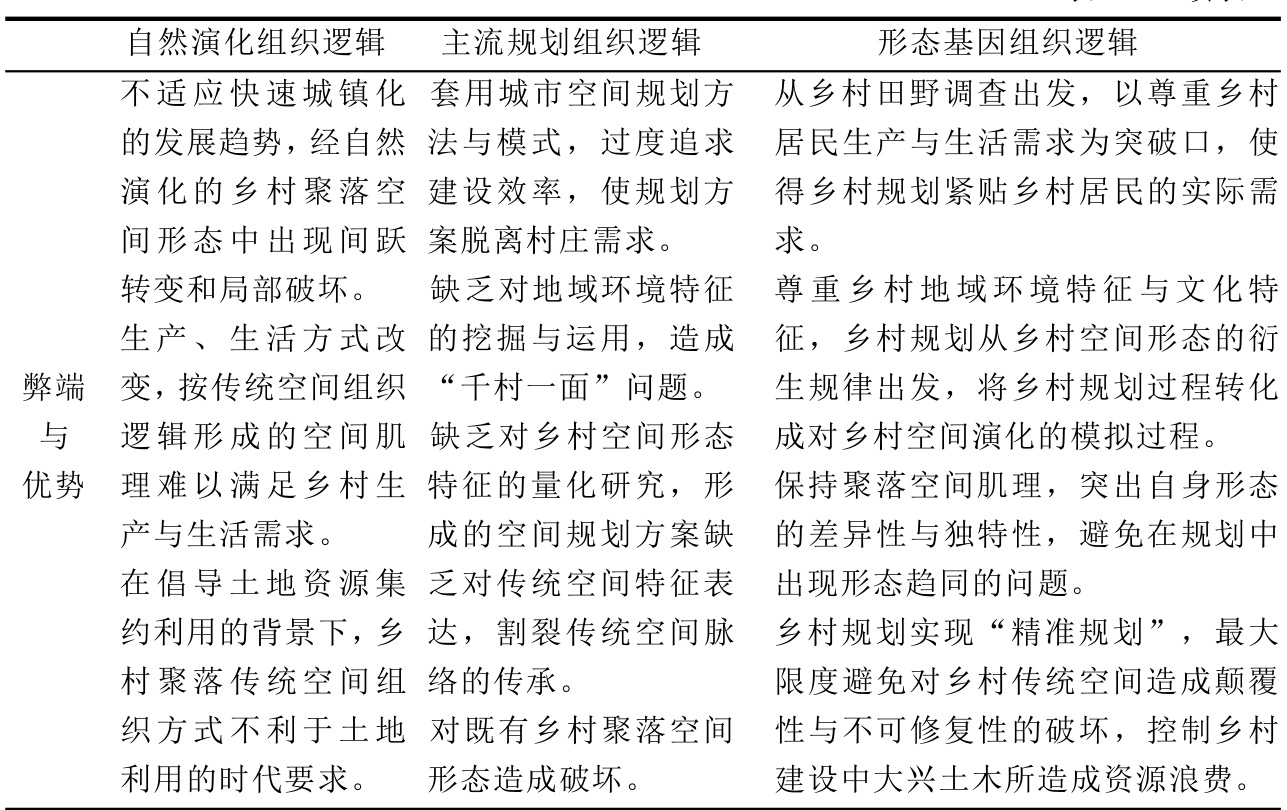 自然演化组织逻辑 主流规划组织逻辑 形态基因组织逻辑
弊端
与
优势
不适应快速城镇化
的发展趋势，经自然
演化的乡村聚落空
间形态中出现间跃
转变和局部破坏。
生产、生活方式改
变，按传统空间组织
逻辑形成的空间肌
理难以满足乡村生
产与生活需求。
在倡导土地资源集
约利用的背景下，乡
村聚落传统空间组
织方式不利于土地
利用的时代要求。
套用城市空间规划方
法与模式，过度追求
建设效率，使规划方
案脱离村庄需求。
缺乏对地域环境特征
的挖掘与运用，造成
“千村一面”问题。
缺乏对乡村空间形态
特征的量化研究，形
成的空间规划方案缺
乏对传统空间特征表
达，割裂传统空间脉
络的传承。
对既有乡村聚落空间
形态造成破坏。
从乡村田野调查出发，以尊重乡村
居民生产与生活需求为突破口，使
得乡村规划紧贴乡村居民的实际需
求。
尊重乡村地域环境特征与文化特
征，乡村规划从乡村空间形态的衍
生规律出发，将乡村规划过程转化
成对乡村空间演化的模拟过程。
保持聚落空间肌理，突出自身形态
的差异性与独特性，避免在规划中
出现形态趋同的问题。
乡村规划实现“精准规划”，最大
限度避免对乡村传统空间造成颠覆
性与不可修复性的破坏，控制乡村
建设中大兴土木所造成资源浪费。